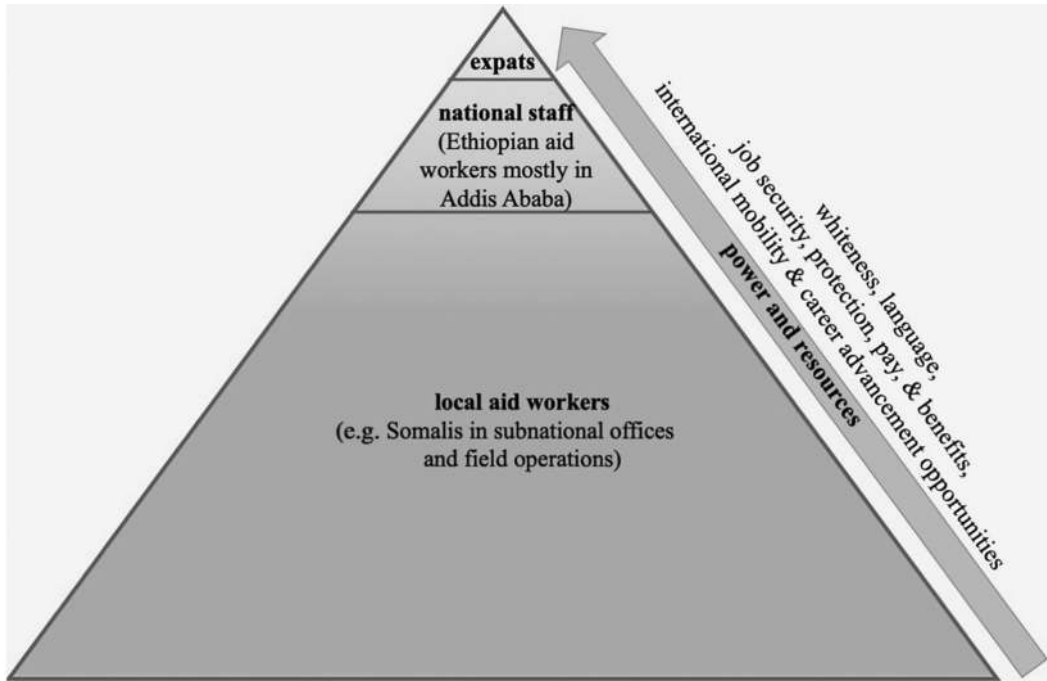 expats
national staff
(Ethiopian aid
workers mostly in
Addis Ababa)
local aid workers
(e.g. Somalis in subnational offices
and field operations)
power and resources
whiteness, language,
job security, protection, pay, & benefits,
international mobility & career advancement opportunities